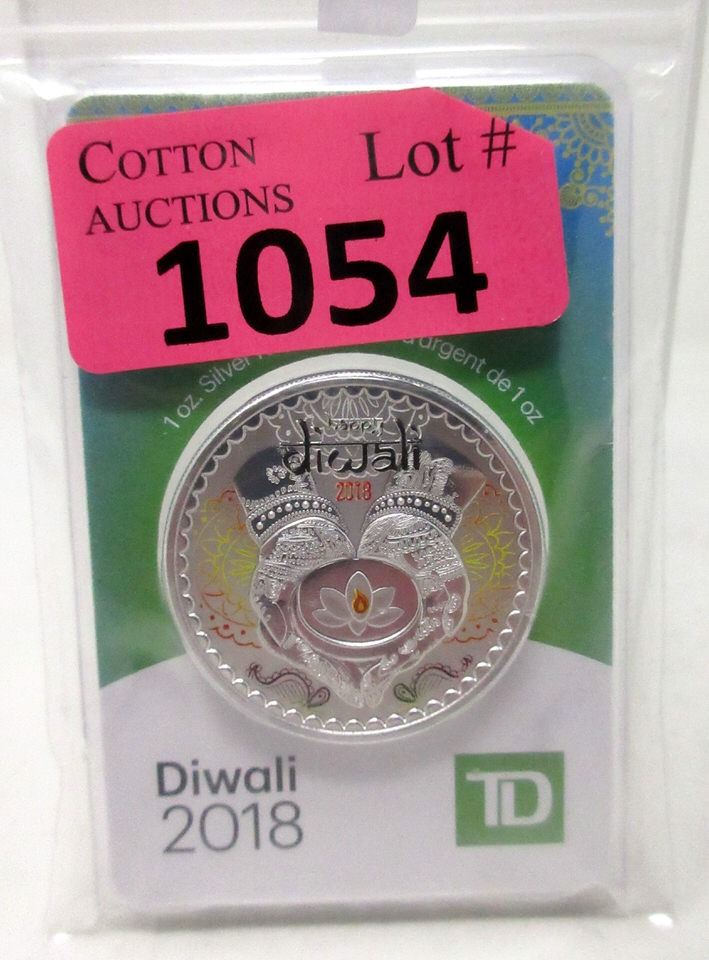 COTTON
AUCTIONS
Lot #
1054
1 oz. Silver
d'argent de 1 oz
happy
diwali
2018
Diwali
2018
TD